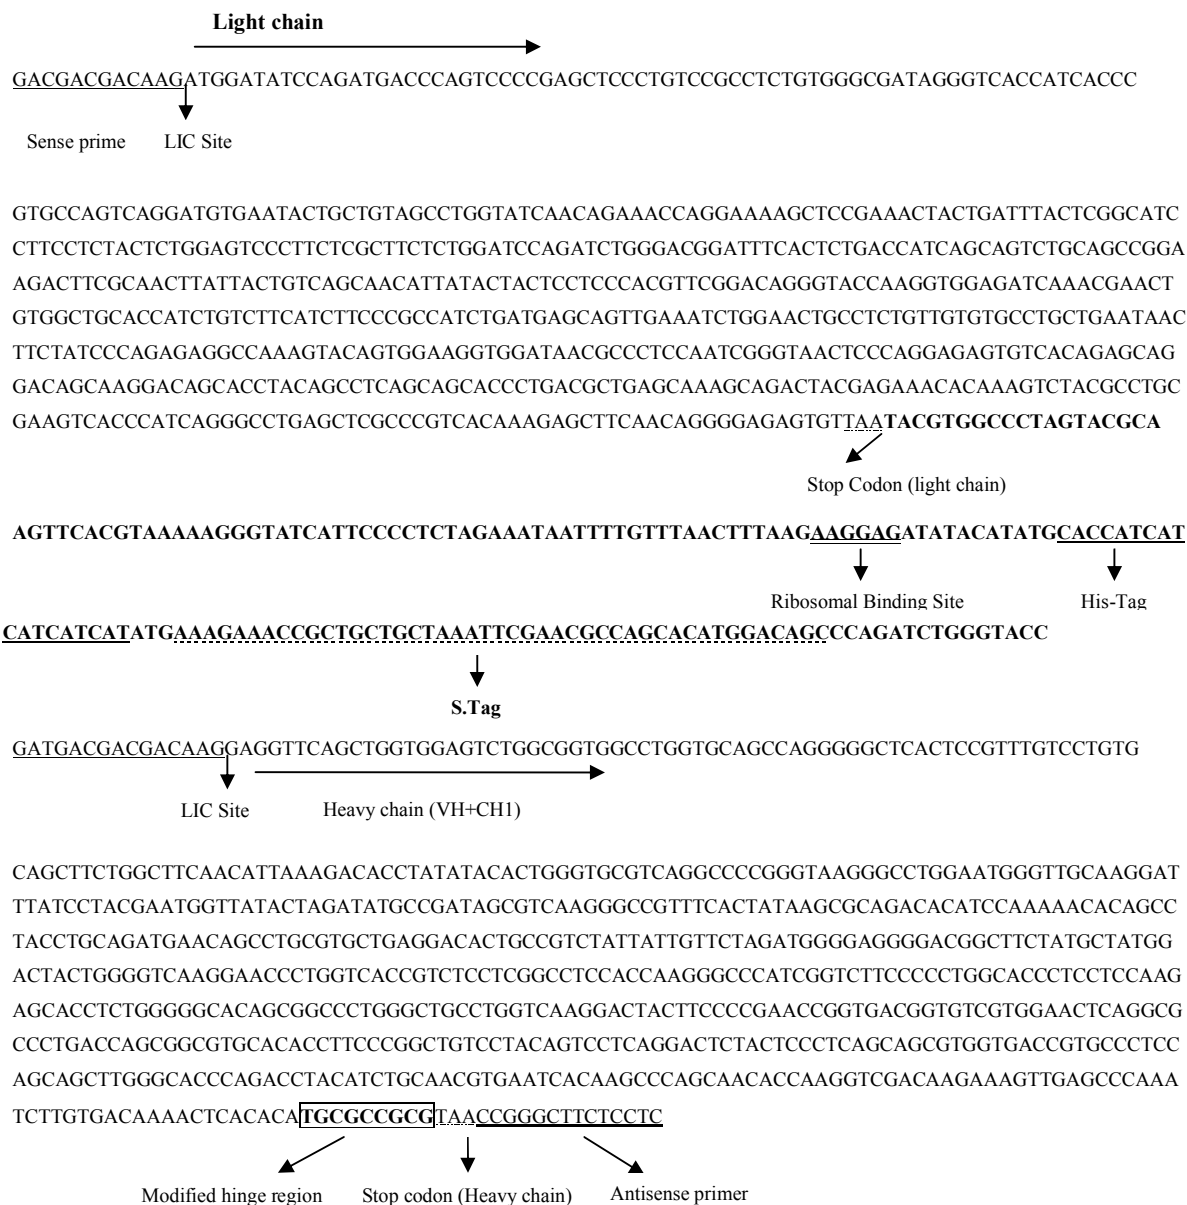 Light chain
GACGACGACAAGATGGATATCCAGATGACCCAGTCCCCGAGCTCCCTGTCCGCCTCTGTGGGCGATAGGGTCACCATCACCC
Sense prime LIC Site
GTGCCAGTCAGGATGTGAATACTGCTGTAGCCTGGTATCAACAGAAACCAGGAAAAGCTCCGAAACTACTGATTTACTCGGCATC
CTTCCTCTACTCTGGAGTCCCTTCTCGCTTCTCTGGATCCAGATCTGGGACGGATTTCACTCTGACCATCAGCAGTCTGCAGCCGGA
AGACTTCGCAACTTATTACTGTCAGCAACATTATACTACTCCTCCCACGTTCGGACAGGGTACCAAGGTGGAGATCAAACGAACT
GTGGCTGCACCATCTGTCTTCATCTTCCCGCCATCTGATGAGCAGTTGAAATCTGGAACTGCCTCTGTTGTGTGCCTGCTGAATAAC
TTCTATCCCAGAGAGGCCAAAGTACAGTGGAAGGTGGATAACGCCCTCCAATCGGGTAACTCCCAGGAGAGTGTCACAGAGCAG
GACAGCAAGGACAGCACCTACAGCCTCAGCAGCACCCTGACGCTGAGCAAAGCAGACTACGAGAAACACAAAGTCTACGCCTGC
GAAGTCACCCATCAGGGCCTGAGCTCGCCCGTCACAAAGAGCTTCAACAGGGGAGAGTGTTAATACGTGGCCCTAGTACGCA
Stop Codon (light chain)
AGTTCACGTAAAAAGGGTATCATTCCCCTCTAGAAATAATTTTGTTTAACTTTAAGAAGGAGATATACATATGCACCATCAT
Ribosomal Binding Site His-Tag
CATCATCATATGAAAGAAACCGCTGCTGCTAAATTCGAACGCCAGCACATGGACAGCCCAGATCTGGGTACC
S.Tag
GATGACGACGACAAGGAGGTTCAGCTGGTGGAGTCTGGCGGTGGCCTGGTGCAGCCAGGGGGCTCACTCCGTTTGTCCTGTG
LIC Site Heavy chain (VH+CH1)
CAGCTTCTGGCTTCAACATTAAAGACACCTATATACACTGGGTGCGTCAGGCCCCGGGTAAGGGCCTGGAATGGGTTGCAAGGAT
TTATCCTACGAATGGTTATACTAGATATGCCGATAGCGTCAAGGGCCGTTTCACTATAAGCGCAGACACATCCAAAAACACAGCC
TACCTGCAGATGAACAGCCTGCGTGCTGAGGACACTGCCGTCTATTATTGTTCTAGATGGGGAGGGGACGGCTTCTATGCTATGG
ACTACTGGGGTCAAGGAACCCTGGTCACCGTCTCCTCGGCCTCCACCAAGGGCCCATCGGTCTTCCCCCTGGCACCCTCCTCCAAG
AGCACCTCTGGGGGCACAGCGGCCCTGGGCTGCCTGGTCAAGGACTACTTCCCCGAACCGGTGACGGTGTCGTGGAACTCAGGCG
CCCTGACCAGCGGCGTGCACACCTTCCCGGCTGTCCTACAGTCCTCAGGACTCTACTCCCTCAGCAGCGTGGTGACCGTGCCCTCC
AGCAGCTTGGGCACCCAGACCTACATCTGCAACGTGAATCACAAGCCCAGCAACACCAAGGTCGACAAGAAAGTTGAGCCCAAA
TCTTGTGACAAAACTCACACATGCGCCGCGTAACCGGGCTTCTCCTC
Modified hinge region Stop codon (Heavy chain) Antisense primer